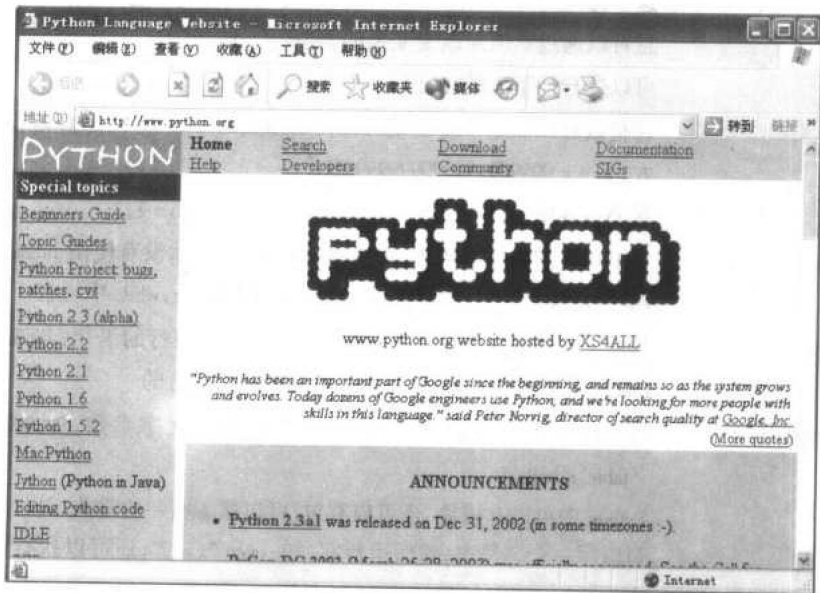 Python Language Website - Microsoft Internet Explorer
文件(F) 编辑(E) 查看(V) 收藏(A) 工具(T) 帮助(H)
搜索 收藏夹 媒体
地址(D) http://www.python.org 转到 链接 »
PYTHON
Home Search Download Documentation
Help Developers Community SIGs
Special topics
Beginners Guide
Topic Guides
Python Project: bugs,
patches, cvs
Python 2.3 (alpha)
Python 2.2
Python 2.1
Python 1.6
Python 1.5.2
MacPython
Jython (Python in Java)
Editing Python code
IDLE
python
www.python.org website hosted by XS4ALL
"Python has been an important part of Google since the beginning, and remains so as the system grows
and evolves. Today dozens of Google engineers use Python, and we're looking for more people with
skills in this language." said Peter Norvig, director of search quality at Google, Inc.
(More quotes)
ANNOUNCEMENTS
• Python 2.3a1 was released on Dec 31, 2002 (in some timezones :-).
Internet